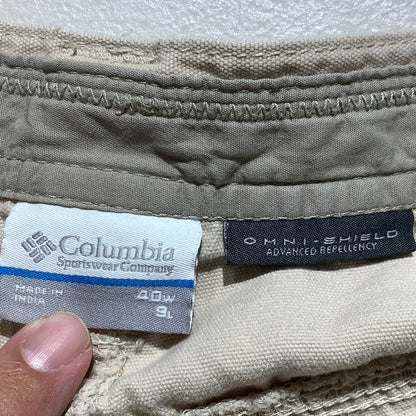 Columbia
Sportswear Company
MADE IN
INDIA
40W
9L
OMNI-SHIELD
ADVANCED REPELLENCY